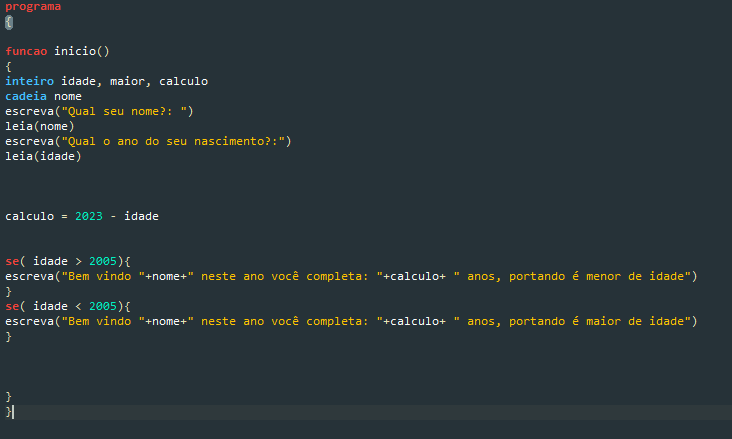 programa
{
funcao inicio()
{
inteiro idade, maior, calculo
cadeia nome
escreva("Qual seu nome?: ")
leia(nome)
escreva("Qual o ano do seu nascimento?:")
leia(idade)
calculo = 2023 - idade
se( idade > 2005){
escreva("Bem vindo "+nome+" neste ano você completa: "+calculo+ " anos, portando é menor de idade")
}
se( idade < 2005){
escreva("Bem vindo "+nome+" neste ano você completa: "+calculo+ " anos, portando é maior de idade")
}
}
}